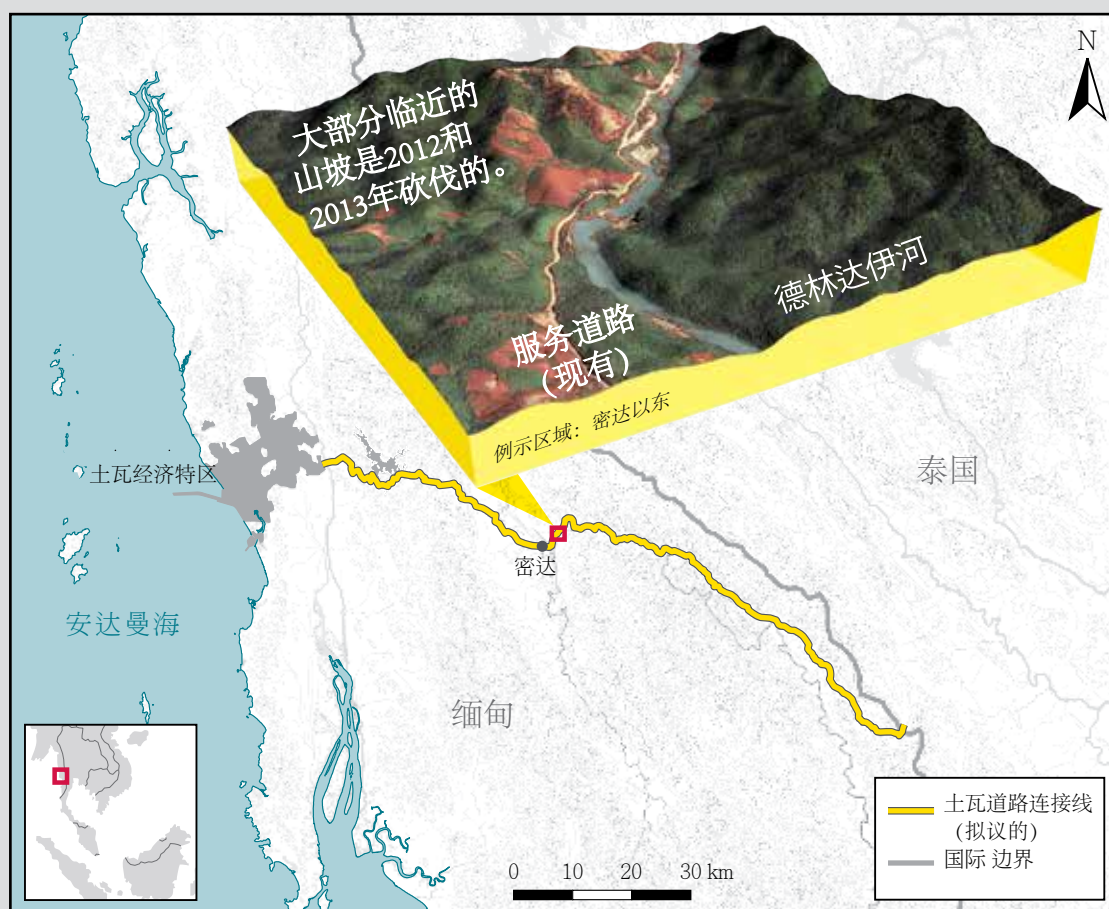 N
大部分临近的
山坡是2012和
2013年砍伐的。
德林达伊河
服务道路
(现有)
例示区域：密达以东
土瓦经济特区
泰国
密达
安达曼海
缅甸
土瓦道路连接线
(拟议的)
国际 边界
0 10 20 30 km